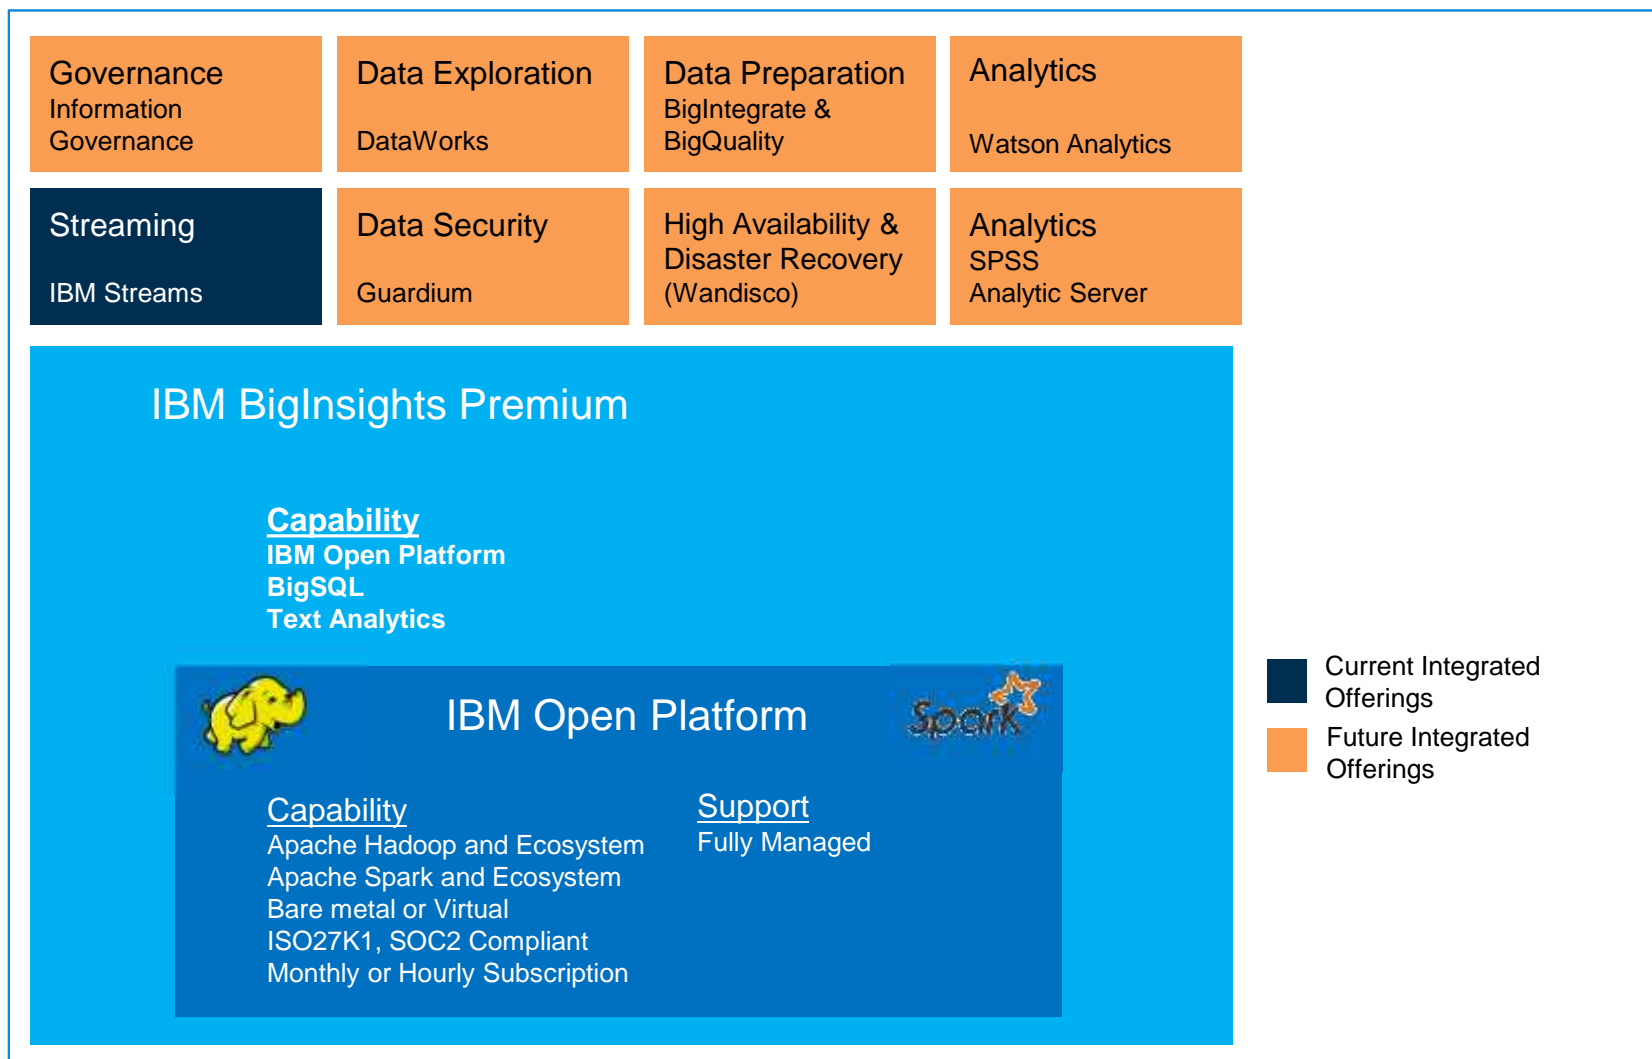 Governance
Information
Governance
Data Exploration
DataWorks
Data Preparation
BigIntegrate &
BigQuality
Analytics
Watson Analytics
Streaming
IBM Streams
Data Security
Guardium
High Availability &
Disaster Recovery
(Wandisco)
Analytics
SPSS
Analytic Server
IBM BigInsights Premium
Capability
IBM Open Platform
BigSQL
Text Analytics
IBM Open Platform
Spark
Capability
Apache Hadoop and Ecosystem
Apache Spark and Ecosystem
Bare metal or Virtual
ISO27K1, SOC2 Compliant
Monthly or Hourly Subscription
Support
Fully Managed
Current Integrated
Offerings
Future Integrated
Offerings